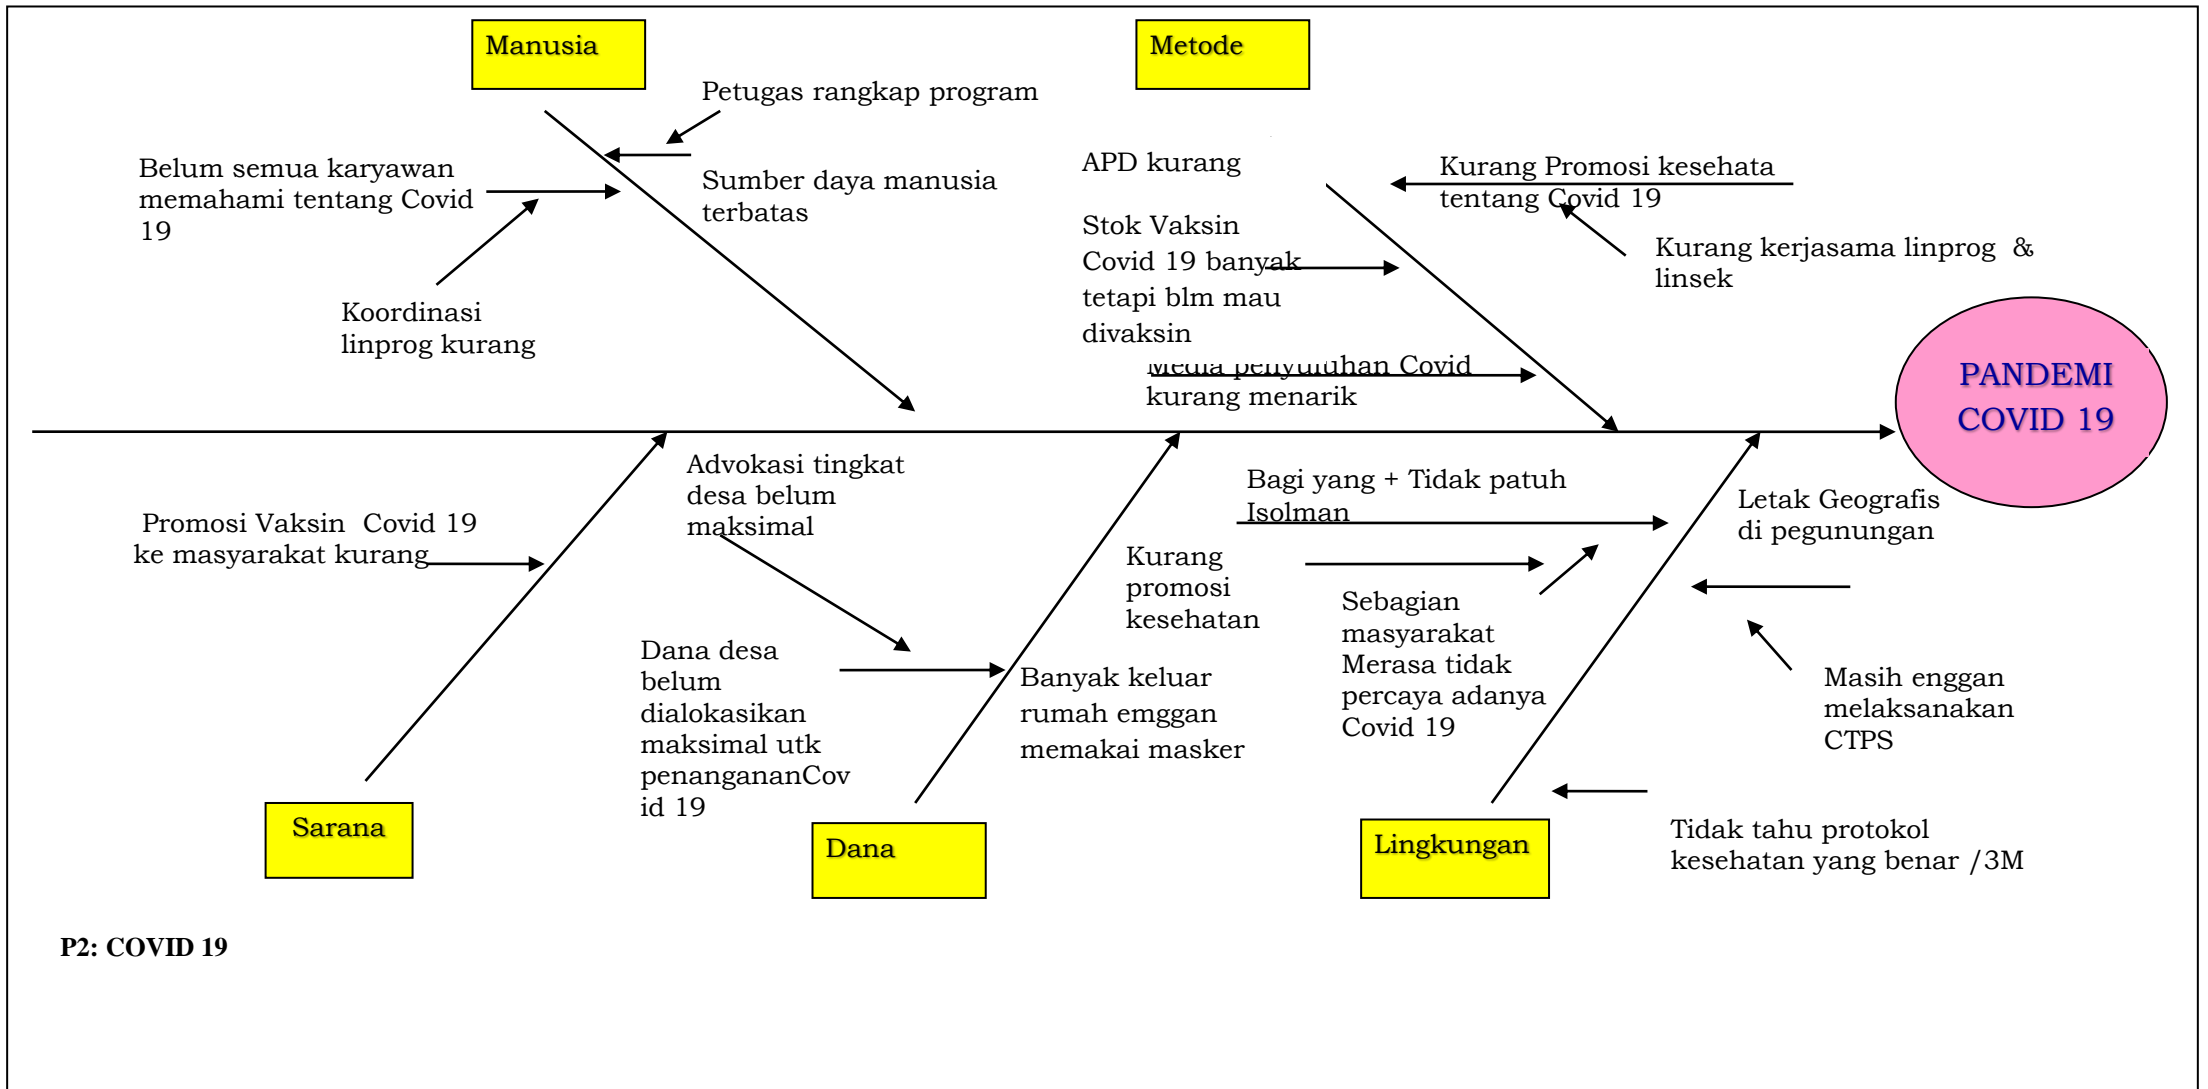 Manusia
Metode
Petugas rangkap program
Belum semua karyawan
memahami tentang Covid
19
Sumber daya manusia
terbatas
Koordinasi
linprog kurang
APD kurang
Stok Vaksin
Covid 19 banyak
tetapi blm mau
divaksin
Media penyuluhan Covid
kurang menarik
Kurang Promosi kesehata
tentang Covid 19
Kurang kerjasama linprog  &
linsek
PANDEMI
COVID 19
Promosi Vaksin  Covid 19
ke masyarakat kurang
Advokasi tingkat
desa belum
maksimal
Dana desa
belum
dialokasikan
maksimal utk
penangananCov
id 19
Bagi yang + Tidak patuh
Isolman
Kurang
promosi
kesehatan
Banyak keluar
rumah emggan
memakai masker
Sebagian
masyarakat
Merasa tidak
percaya adanya
Covid 19
Letak Geografis
di pegunungan
Masih enggan
melaksanakan
CTPS
Tidak tahu protokol
kesehatan yang benar /3M
Sarana
Dana
Lingkungan
P2: COVID 19